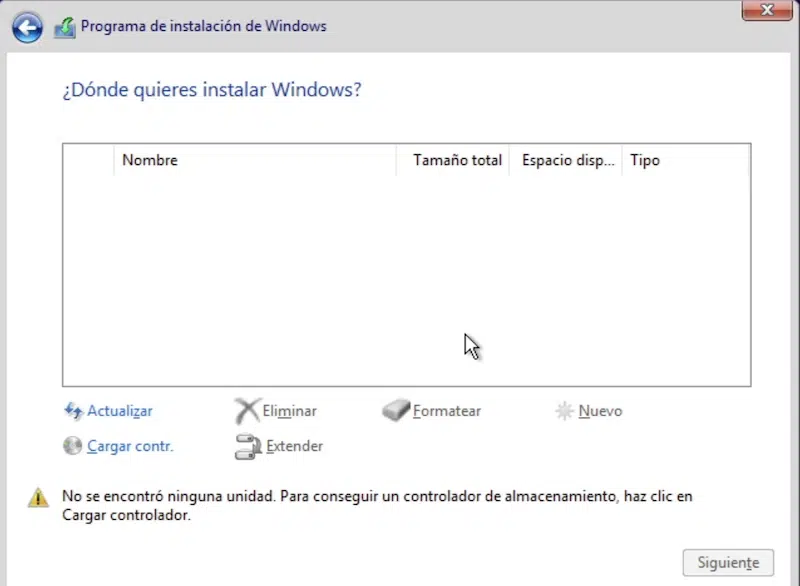 Programa de instalación de Windows
¿Dónde quieres instalar Windows?
Nombre Tamaño total Espacio disp... Tipo
Actualizar Eliminar Formatear Nuevo
Cargar contr. Extender
No se encontró ninguna unidad. Para conseguir un controlador de almacenamiento, haz clic en
Cargar controlador.
Siguiente